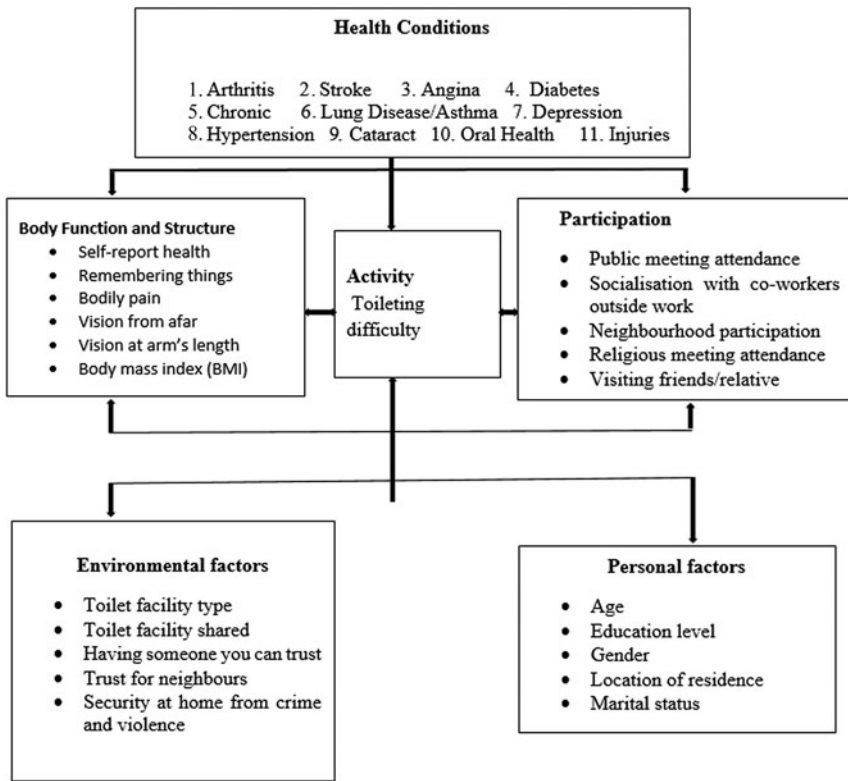 Health Conditions
1. Arthritis 2. Stroke 3. Angina 4. Diabetes
5. Chronic 6. Lung Disease/Asthma 7. Depression
8. Hypertension 9. Cataract 10. Oral Health 11. Injuries
Body Function and Structure
• Self-report health
• Remembering things
• Bodily pain
• Vision from afar
• Vision at arm's length
• Body mass index (BMI)
Activity
Toileting
difficulty
Participation
• Public meeting attendance
• Socialisation with co-workers
outside work
• Neighbourhood participation
• Religious meeting attendance
• Visiting friends/relative
Environmental factors
• Toilet facility type
• Toilet facility shared
• Having someone you can trust
• Trust for neighbours
• Security at home from crime
and violence
Personal factors
• Age
• Education level
• Gender
• Location of residence
• Marital status